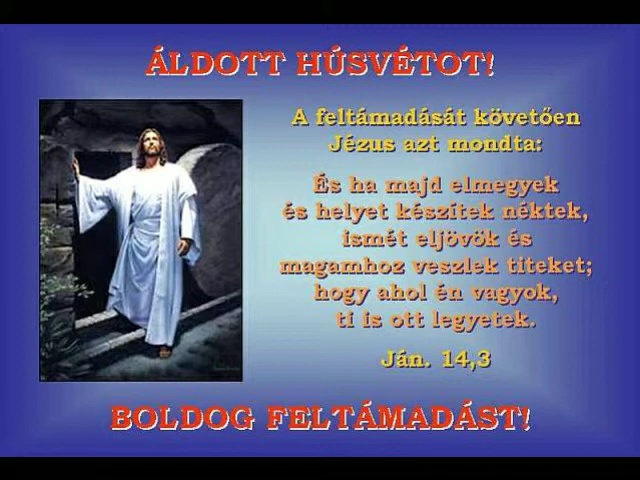 ÁLDOTT HÚSVÉTOT!
A feltámadását követően
Jézus azt mondta:
És ha majd elmegyek
és helyet készítek néktek,
ismét eljövök és
magamhoz veszlek titeket;
hogy ahol én vagyok,
ti is ott legyetek.
Ján. 14,3
BOLDOG FELTÁMADÁST!